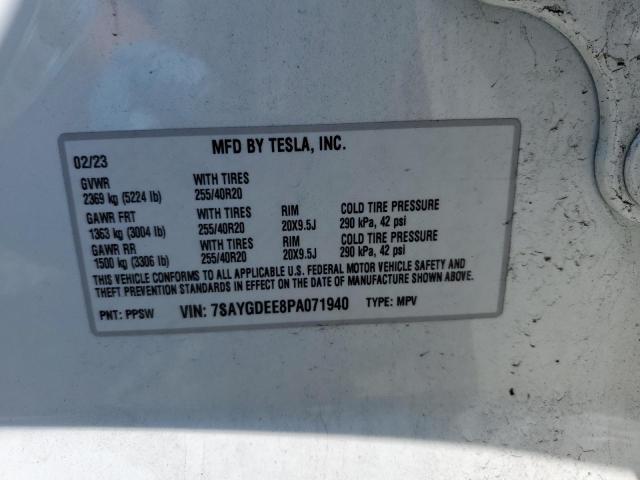 MFD BY TESLA, INC.
02/23
GVWR WITH TIRES
2369 kg (5224 lb) 255/40R20
GAWR FRT WITH TIRES RIM COLD TIRE PRESSURE
1363 kg (3004 lb) 255/40R20 20X9.5J 290 kPa, 42 psi
GAWR RR WITH TIRES RIM COLD TIRE PRESSURE
1500 kg (3306 lb) 255/40R20 20X9.5J 290 kPa, 42 psi
THIS VEHICLE CONFORMS TO ALL APPLICABLE U.S. FEDERAL MOTOR VEHICLE SAFETY AND
THEFT PREVENTION STANDARDS IN EFFECT ON THE DATE OF MANUFACTURE SHOWN ABOVE.
PNT: PPSW VIN: 7SAYGDEE8PA071940 TYPE: MPV